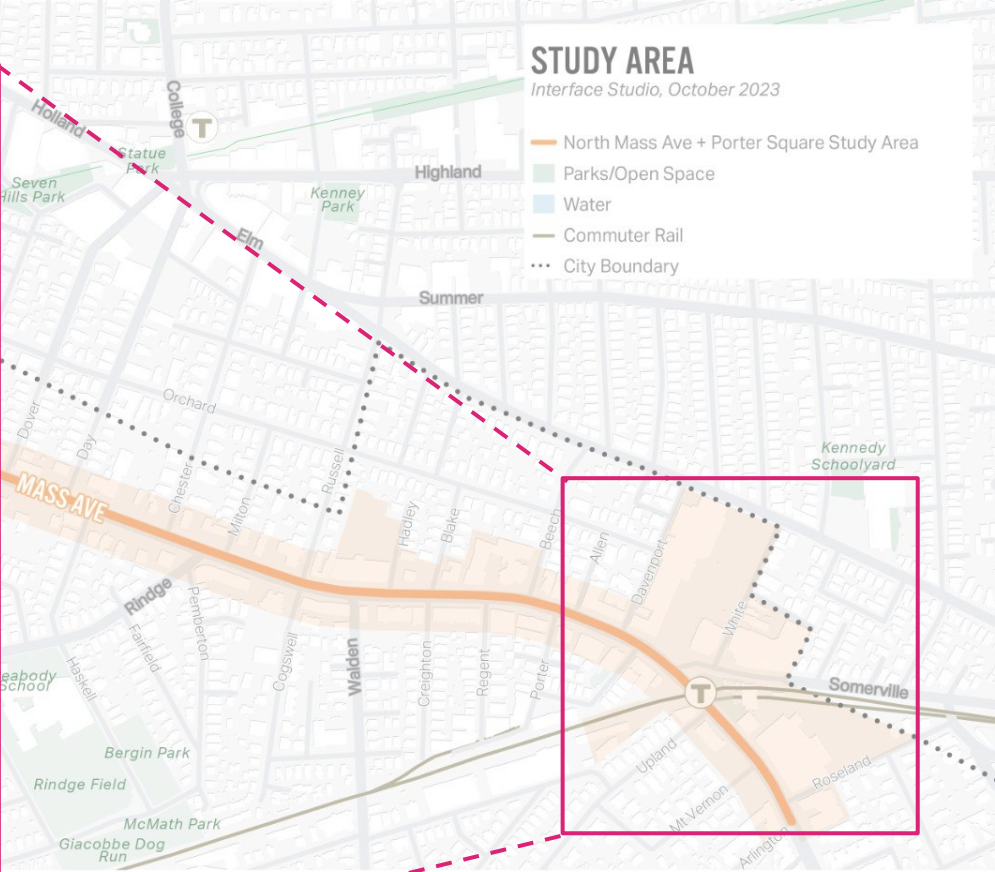 STUDY AREA
Interface Studio, October 2023
North Mass Ave + Porter Square Study Area
Parks/Open Space
Water
Commuter Rail
City Boundary
College
T
Holland
Statue
Park
Highland
Seven
Hills Park
Kenney
Park
Elm
Summer
Orchard
Dover
Day
Chester
Milton
Russell
Kennedy
Schoolyard
MASS AVE
Hadley
Blake
Beech
Allen
Davenport
White
Rindge
Pemberton
Fairfield
Haskell
Cogswell
Walden
Creighton
Regent
Porter
T
Somerville
eabody
School
Upland
Roseland
Mt Vernon
Arlington
Bergin Park
Rindge Field
McMath Park
Giacobbe Dog
Run